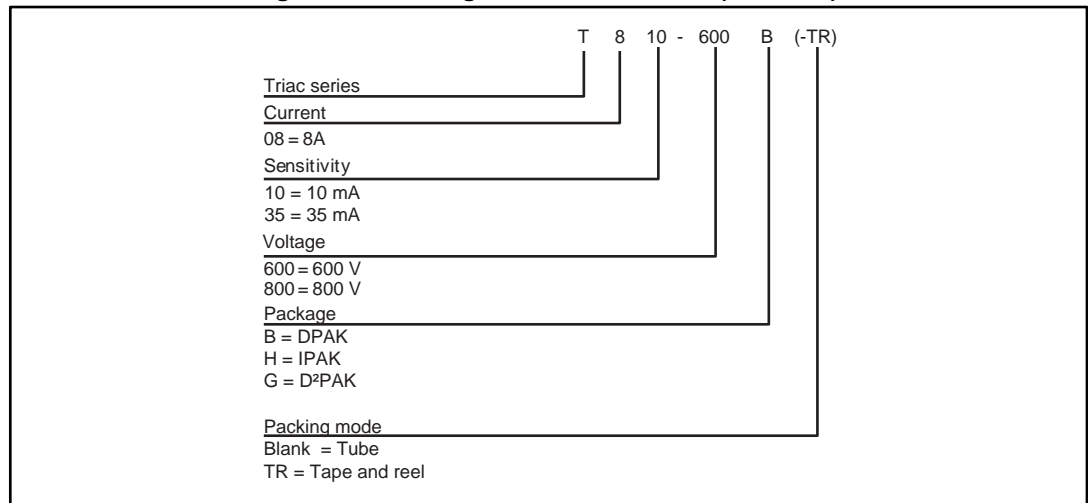 T 8 10 - 600 B (-TR)
Triac series
Current
08 = 8A
Sensitivity
10 = 10 mA
35 = 35 mA
Voltage
600 = 600 V
800 = 800 V
Package
B = DPAK
H = IPAK
G = D²PAK
Packing mode
Blank = Tube
TR = Tape and reel